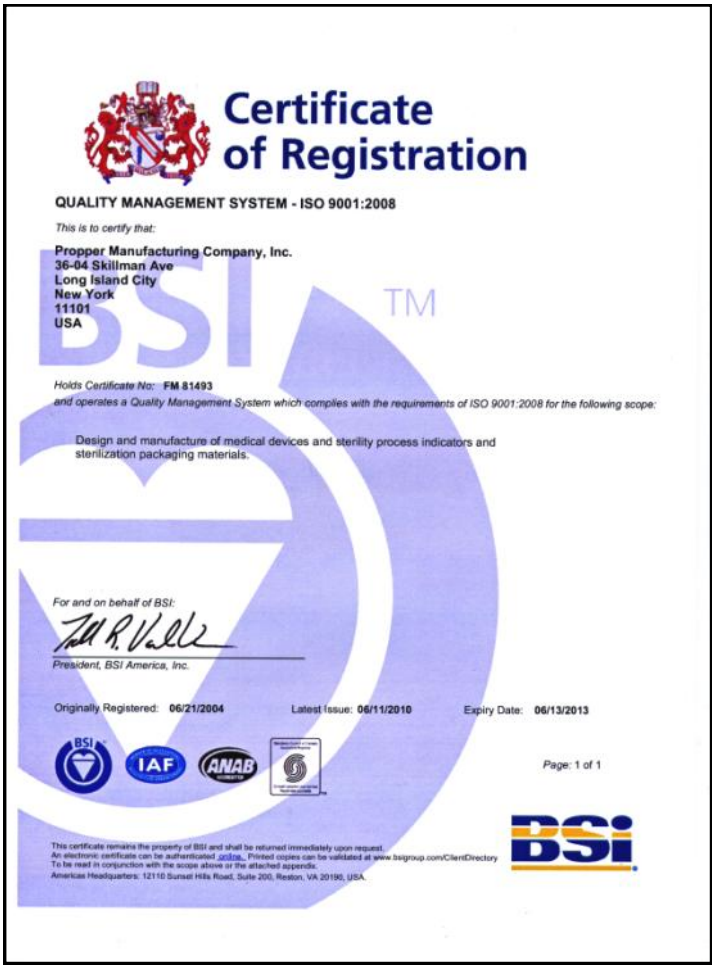 Certificate
of Registration
QUALITY MANAGEMENT SYSTEM - ISO 9001:2008
This is to certify that:
Propper Manufacturing Company, Inc.
36-04 Skillman Ave
Long Island City
New York
11101
USA
BSI
TM
Holds Certificate No: FM 81493
and operates a Quality Management System which complies with the requirements of ISO 9001:2008 for the following scope:
Design and manufacture of medical devices and sterility process indicators and
sterilization packaging materials.
For and on behalf of BSI:
President, BSI America, Inc.
Originally Registered: 06/21/2004 Latest Issue: 06/11/2010 Expiry Date: 06/13/2013
BSI IAF ANAB
ACCREDITED
Page: 1 of 1
BSi
This certificate remains the property of BSI and shall be returned immediately upon request.
An electronic certificate can be authenticated online. Printed copies can be validated at www.bsigroup.com/ClientDirectory
To be read in conjunction with the scope above or the attached appendix.
Americas Headquarters: 12110 Sunset Hills Road, Suite 200, Reston, VA 20190, USA.